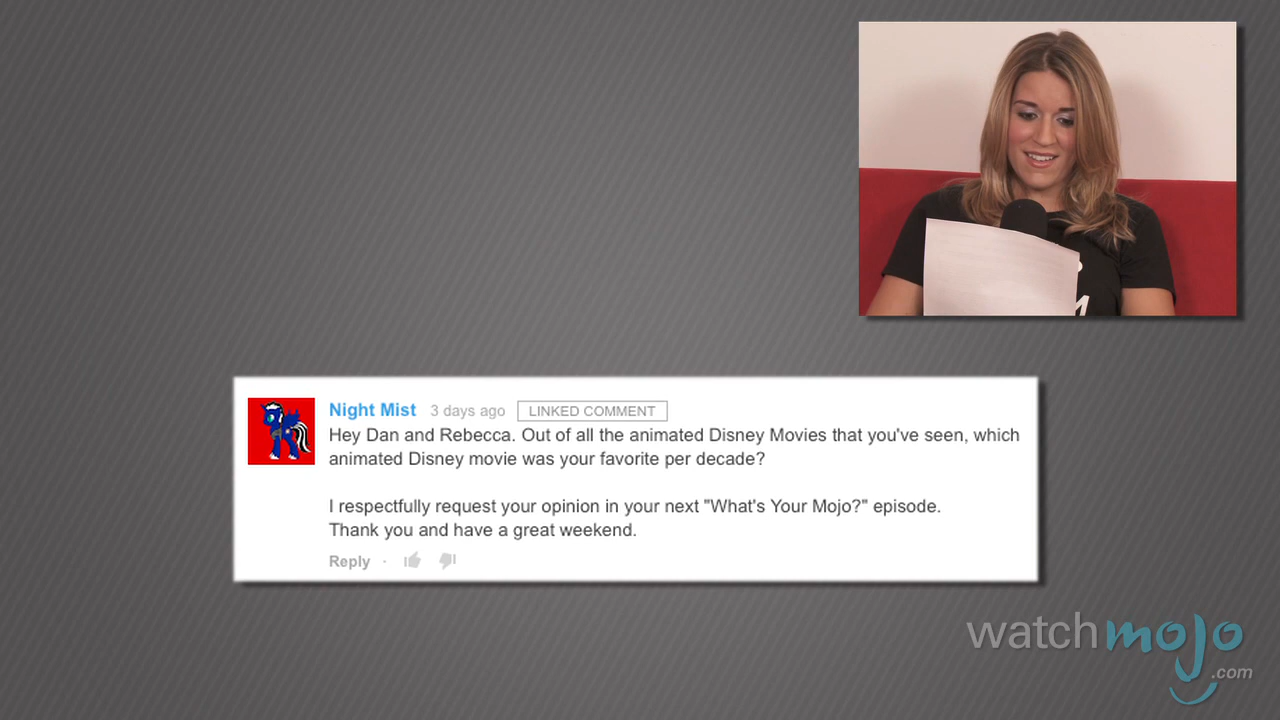 Night Mist 3 days ago LINKED COMMENT
Hey Dan and Rebecca. Out of all the animated Disney Movies that you've seen, which
animated Disney movie was your favorite per decade?
I respectfully request your opinion in your next "What's Your Mojo?" episode.
Thank you and have a great weekend.
Reply ·
watchmojo
.com